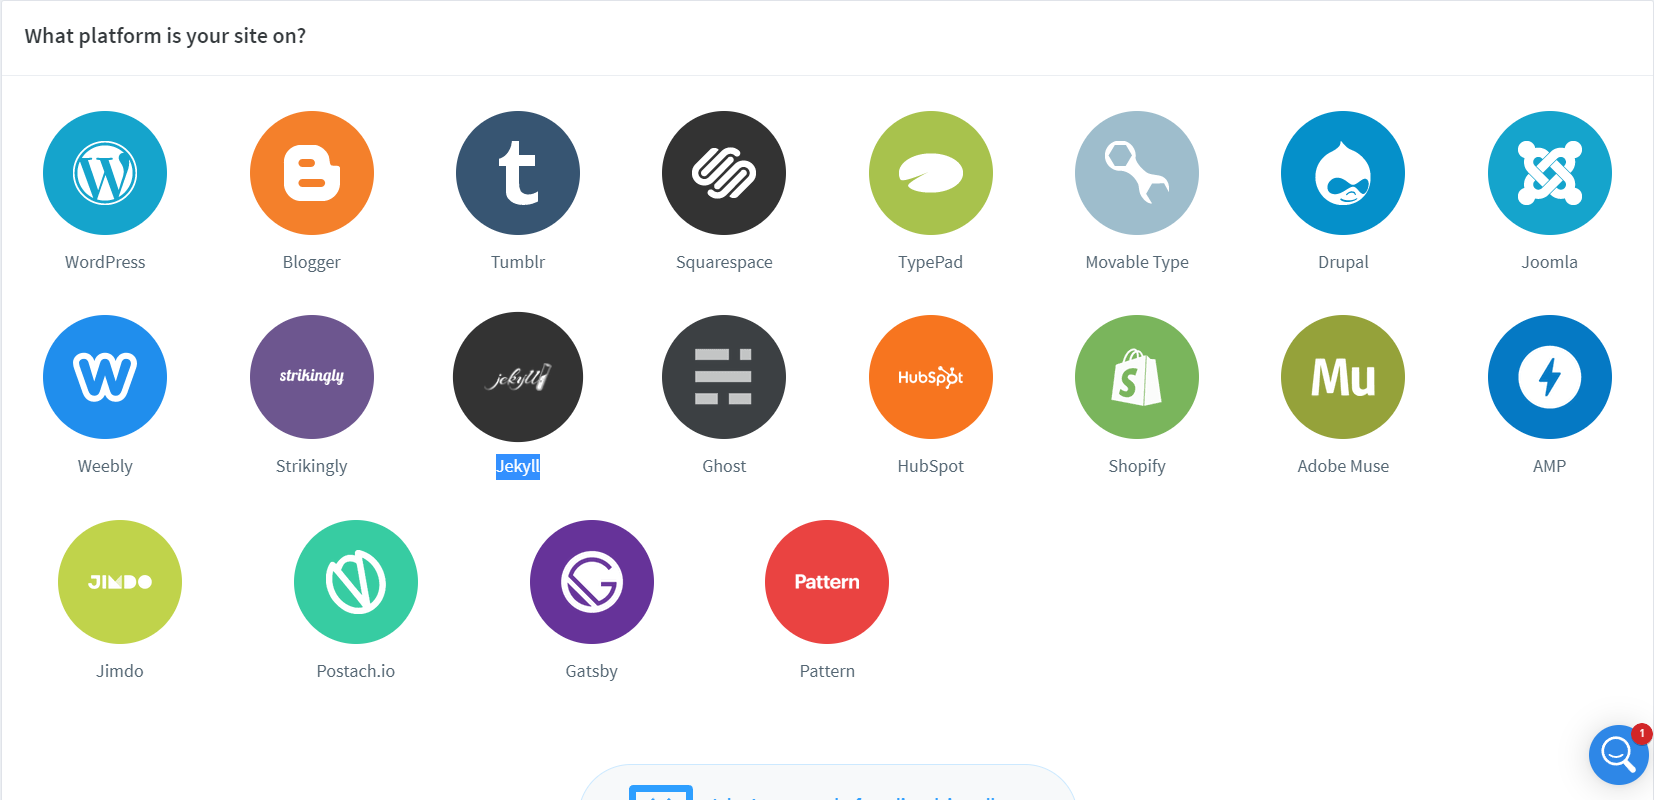 What platform is your site on?
WordPress Blogger Tumblr Squarespace TypePad Movable Type Drupal Joomla
strikingly jekyll HubSpot Mu
Weebly Strikingly Jekyll Ghost HubSpot Shopify Adobe Muse AMP
JIMDO Pattern
Jimdo Postach.io Gatsby Pattern
1